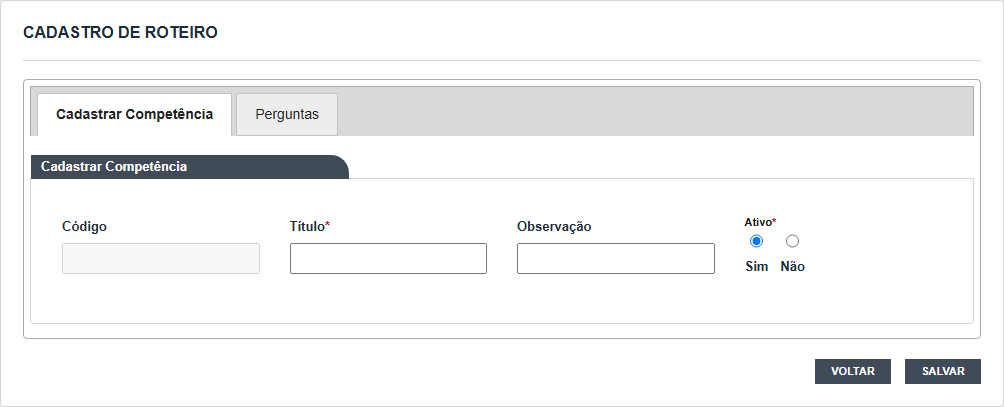 CADASTRO DE ROTEIRO
Cadastrar Competência Perguntas
Cadastrar Competência
Código Título* Observação Ativo*
Sim Não
VOLTAR SALVAR